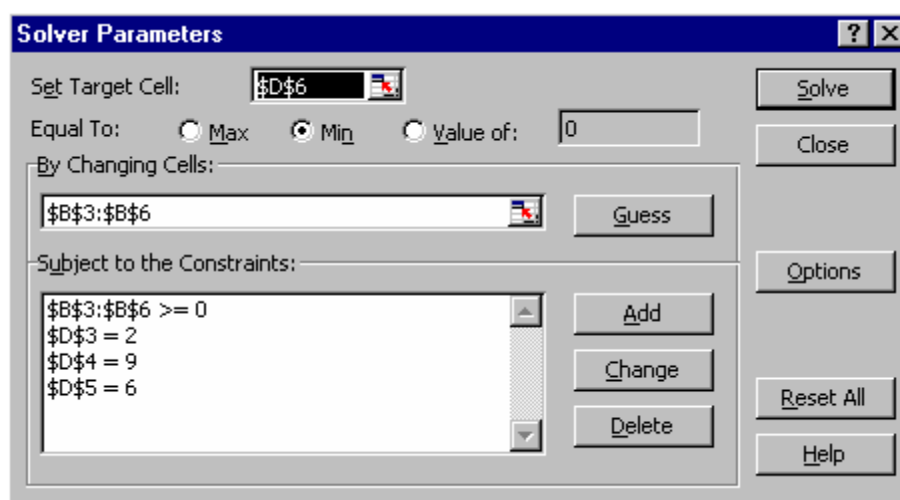 Solver Parameters ? X
Set Target Cell: $D$6 Solve
Equal To: Max Min Value of: 0
Close
By Changing Cells:
$B$3:$B$6 Guess
Subject to the Constraints: Options
$B$3:$B$6 >= 0 Add
$D$3 = 2
$D$4 = 9 Change
$D$5 = 6
Reset All
Delete
Help